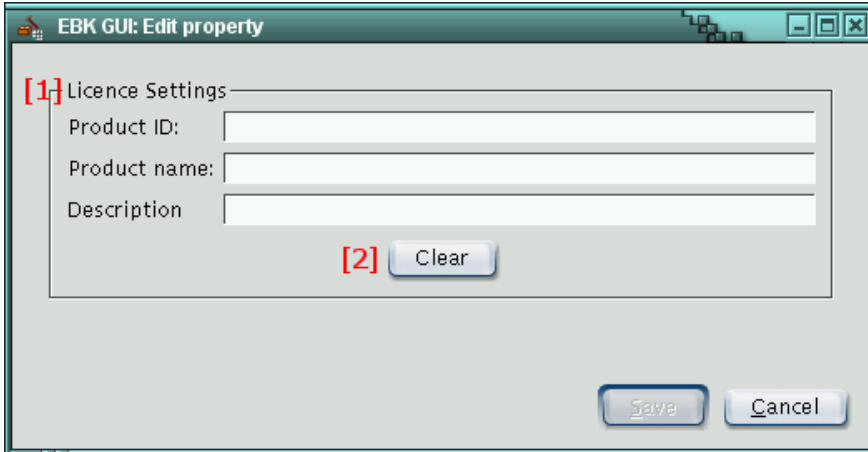 EBK GUI: Edit property
[1] Licence Settings
Product ID:
Product name:
Description
[2] Clear
Save Cancel